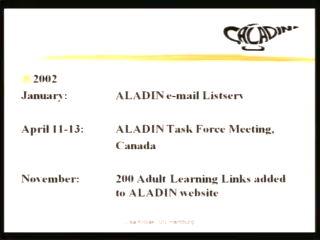 CALADIN
2002
January: ALADIN e-mail Listserv
April 11-13: ALADIN Task Force Meeting,
Canada
November: 200 Adult Learning Links added
to ALADIN website